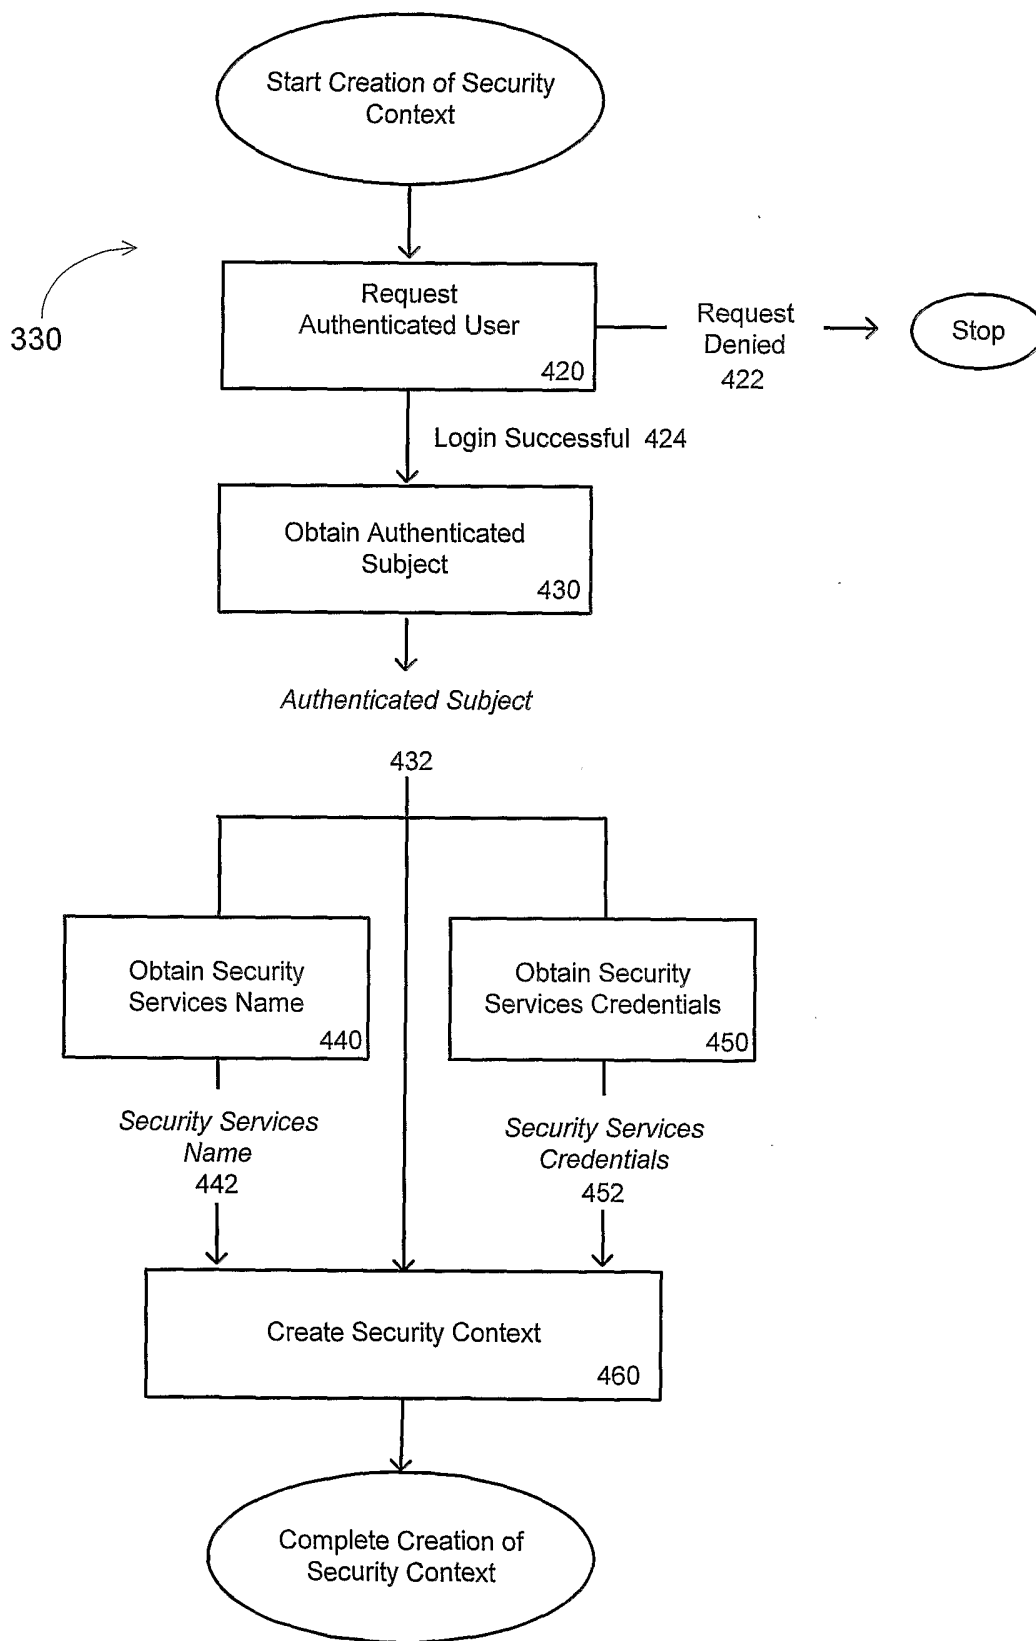 Start Creation of Security
Context
330
Request
Authenticated User
420
Request
Denied
422
Stop
Login Successful 424
Obtain Authenticated
Subject
430
Authenticated Subject
432
Obtain Security
Services Name
440
Obtain Security
Services Credentials
450
Security Services
Name
442
Security Services
Credentials
452
Create Security Context
460
Complete Creation of
Security Context